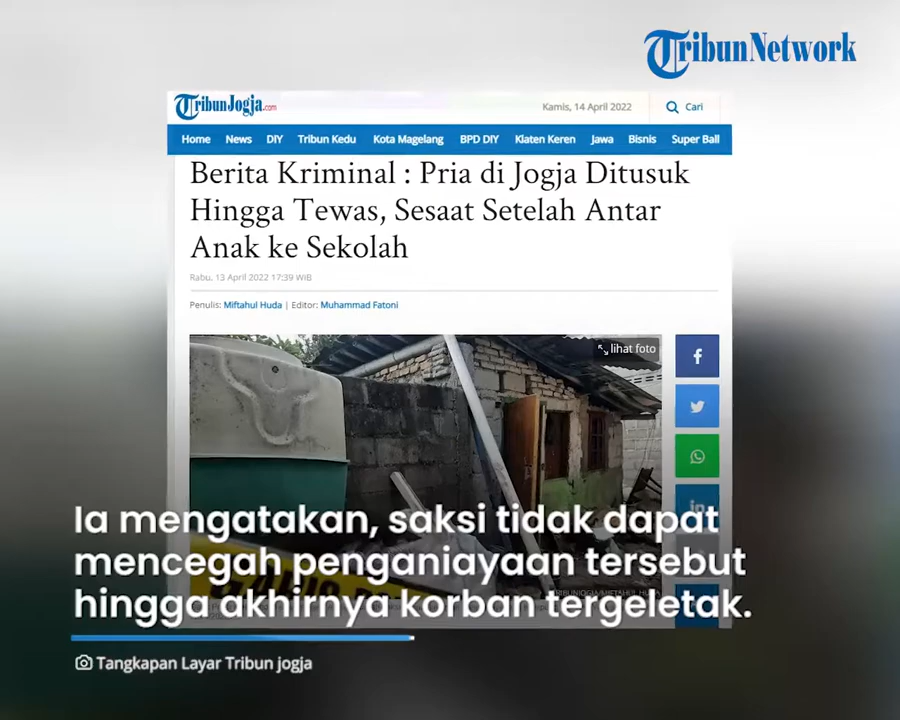 TribunNetwork
TribunJogja.com
Kamis, 14 April 2022
Cari
Home News DIY Tribun Kedu Kota Magelang BPD DIY Klaten Keren Jawa Bisnis Super Ball
Berita Kriminal : Pria di Jogja Ditusuk
Hingga Tewas, Sesaat Setelah Antar
Anak ke Sekolah
Rabu, 13 April 2022 17:39 WIB
Penulis: Miftahul Huda | Editor: Muhammad Fatoni
lihat foto
Ia mengatakan, saksi tidak dapat
mencegah penganiayaan tersebut
hingga akhirnya korban tergeletak.
Tangkapan Layar Tribun jogja